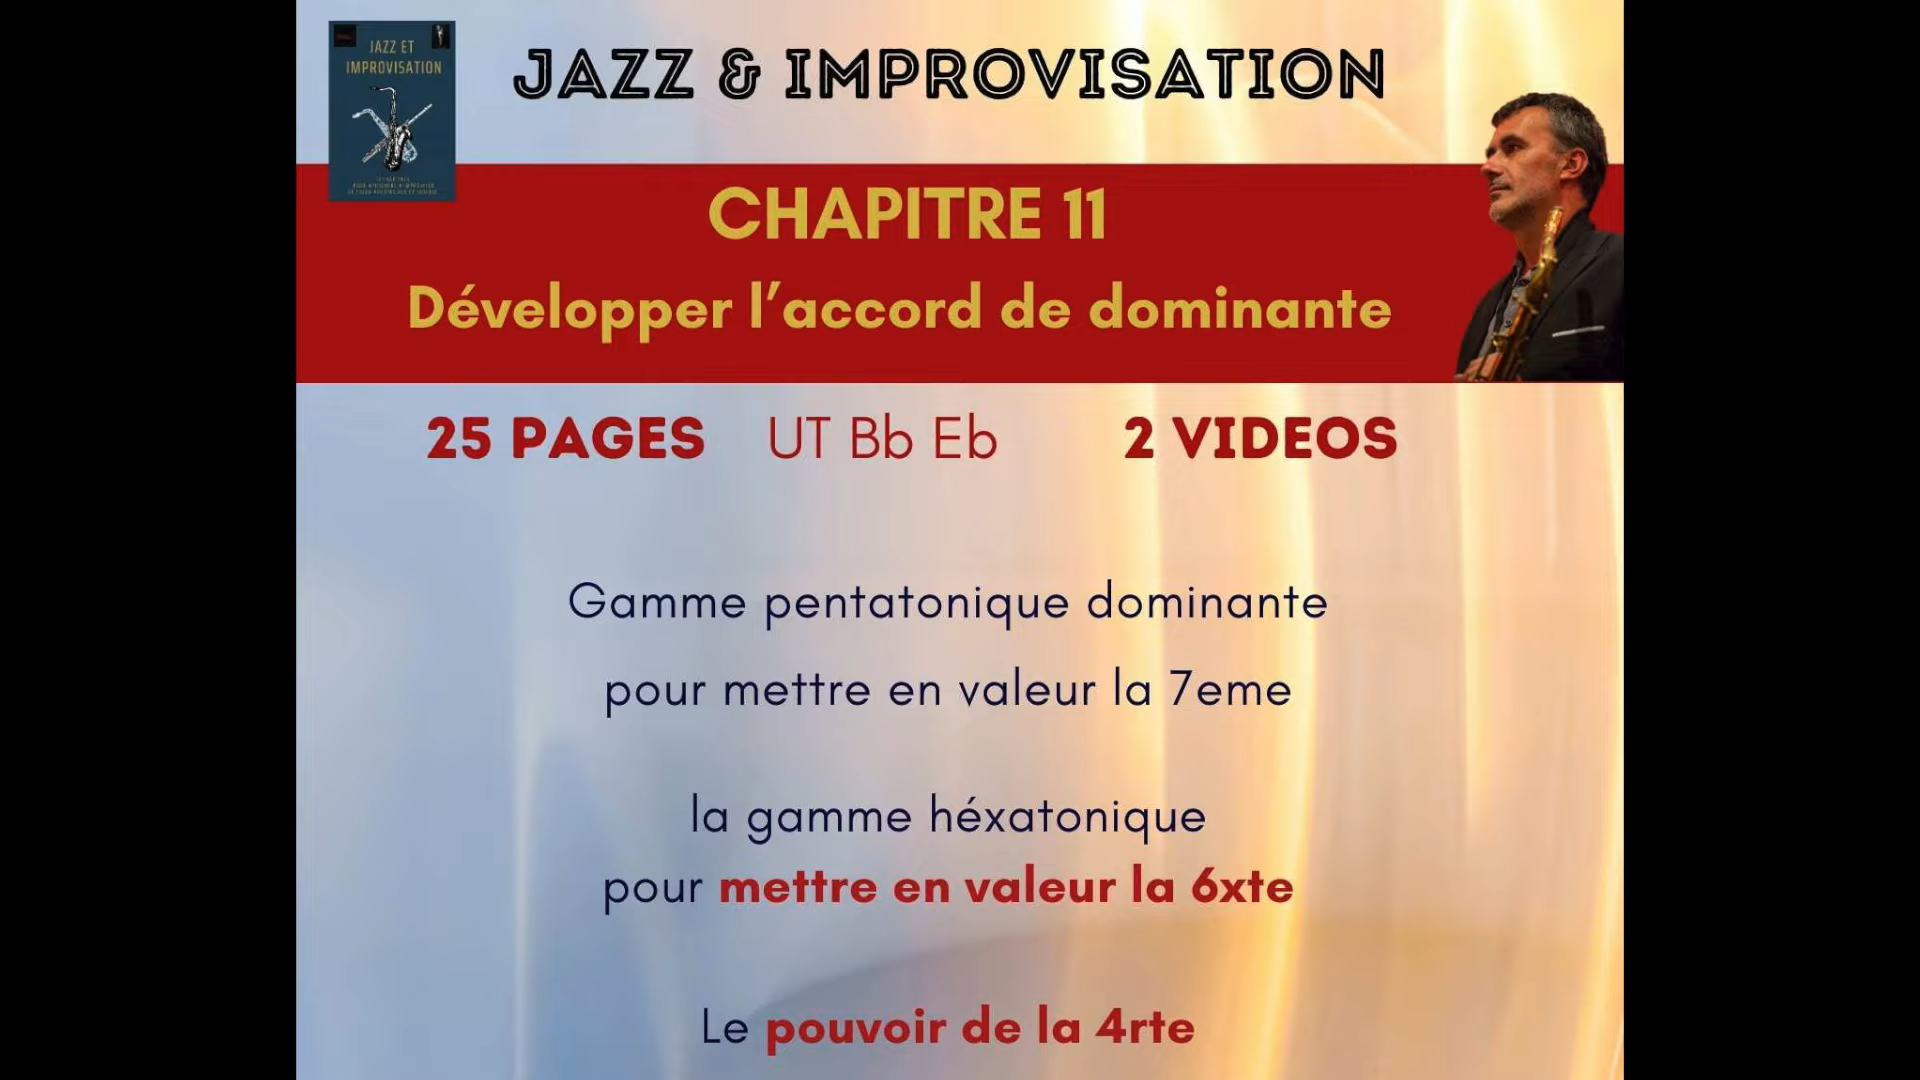 JAZZ ET
IMPROVISATION
JAZZ & IMPROVISATION
CHAPITRE 11
Développer l’accord de dominante
25 PAGES UT Bb Eb 2 VIDEOS
Gamme pentatonique dominante
pour mettre en valeur la 7eme
la gamme héxatonique
pour mettre en valeur la 6xte
Le pouvoir de la 4rte